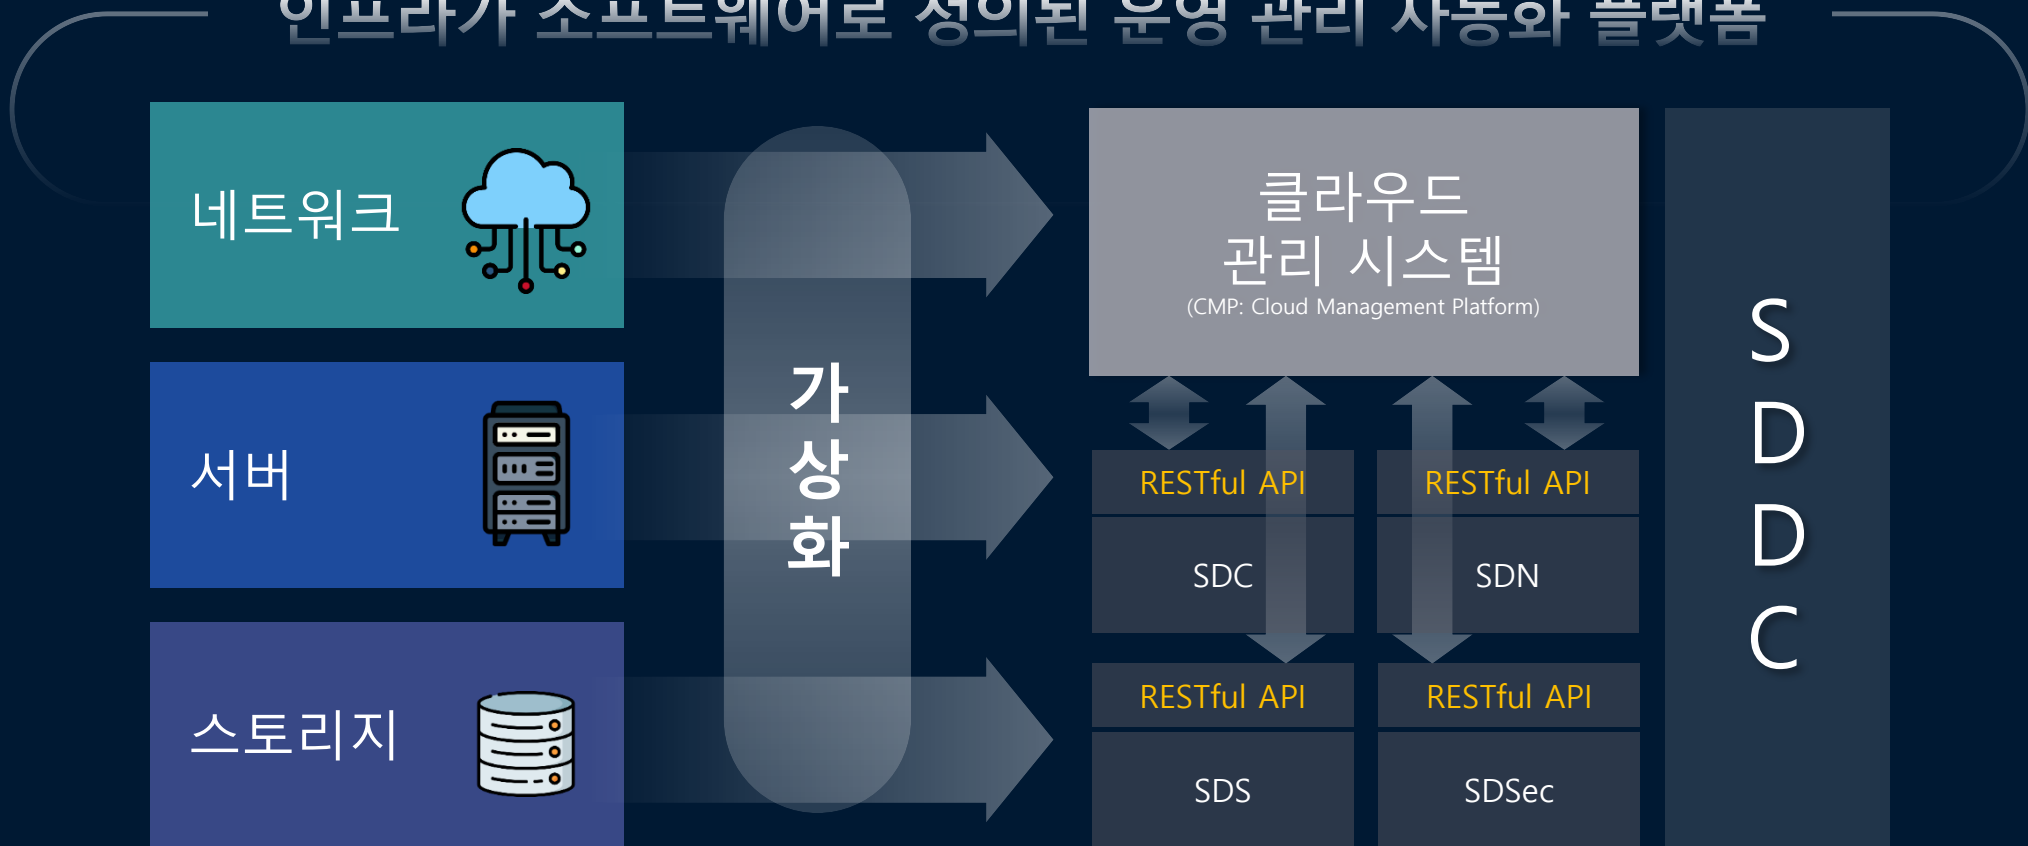 인프라가 소프트웨어로 정의된 운영 관리 자동화 플랫폼
네트워크
서버
스토리지
가
상
화
클라우드
관리 시스템
(CMP: Cloud Management Platform)
RESTful API
RESTful API
SDC
SDN
RESTful API
RESTful API
SDS
SDSec
S
D
D
C